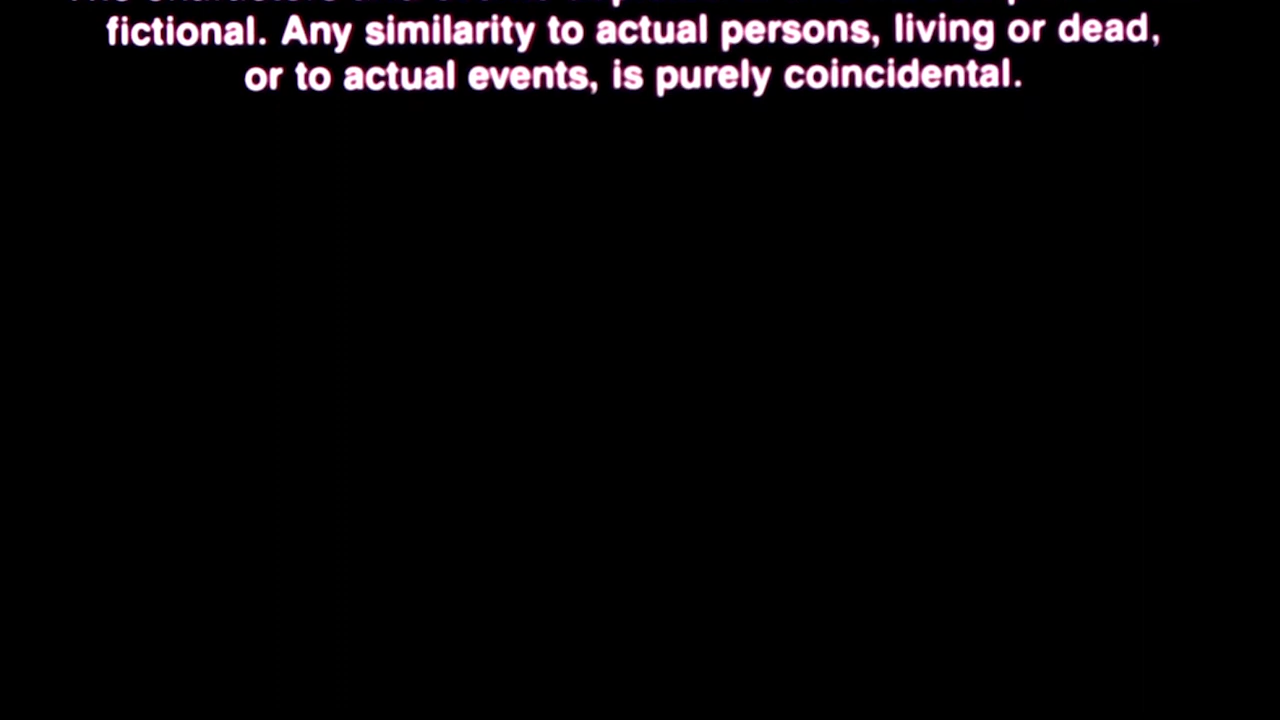 fictional. Any similarity to actual persons, living or dead,
or to actual events, is purely coincidental.